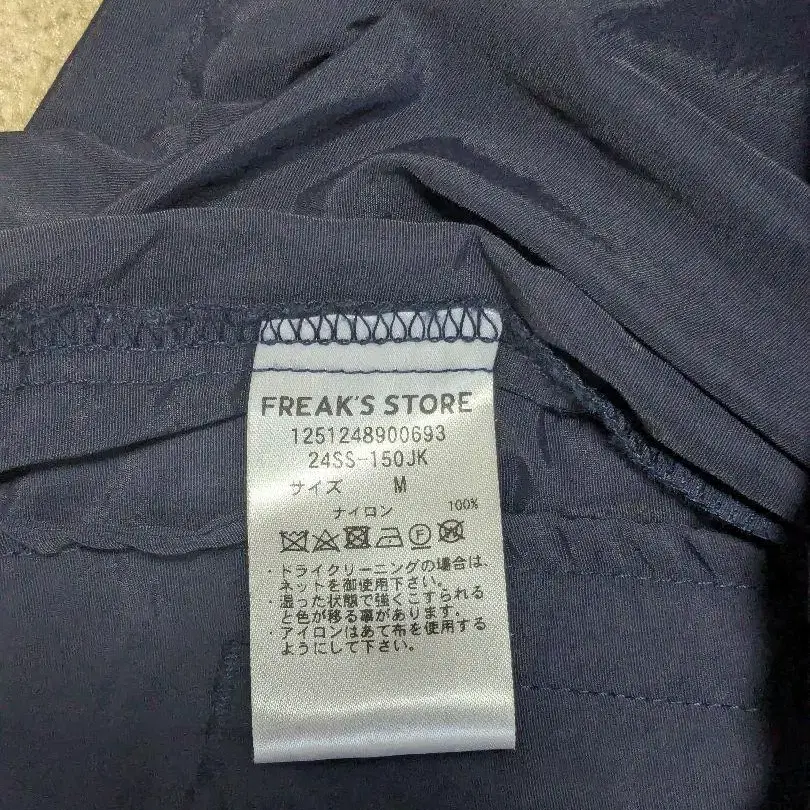 FREAK'S STORE
1251248900693
24SS-150JK
サイズ M
ナイロン 100%
・ドライクリーニングの場合は、
ネットを御使用下さい。
・湿った状態で強くこすられる
と色が移る事があります。
・アイロンはあて布を使用する
ようにして下さい。